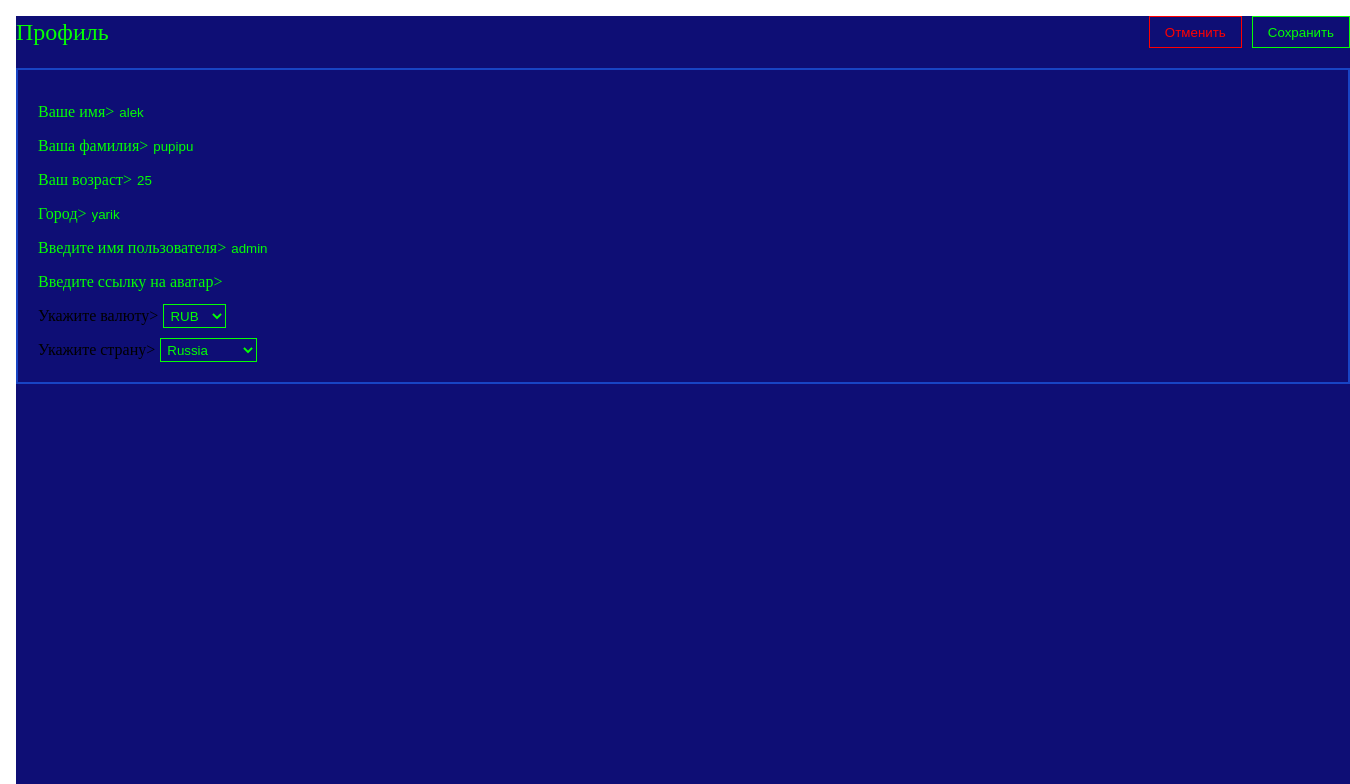 Профиль
Отменить
Сохранить
Ваше имя> alek
Ваша фамилия> pupipu
Ваш возраст> 25
Город> yarik
Введите имя пользователя> admin
Введите ссылку на аватар>
Укажите валюту> RUB
Укажите страну> Russia